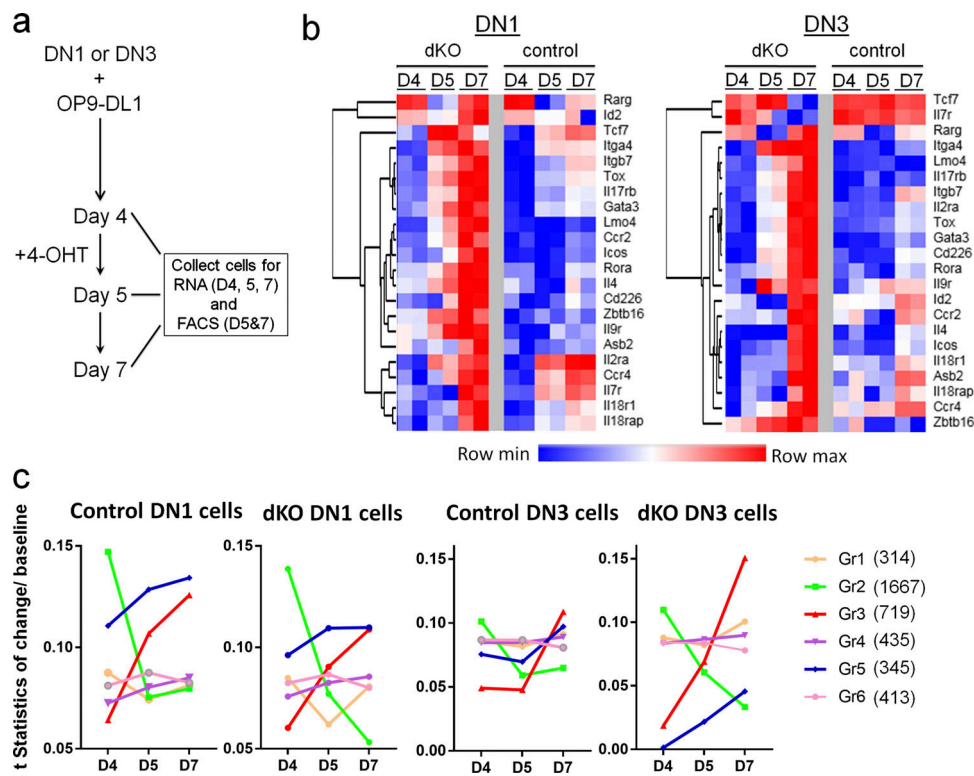 a
DN1 or DN3
+
OP9-DL1
Day 4
+4-OHT
Day 5
Day 7
Collect cells for
RNA (D4, 5, 7)
and
FACS (D5&7)
b
DN1
dKO control
D4 D5 D7 D4 D5 D7
Rarg
Id2
Tcf7
Itga4
Itgb7
Tox
Il17rb
Gata3
Lmo4
Ccr2
Icos
Rora
Il4
Cd226
Zbtb16
Il9r
Asb2
Il2ra
Ccr4
Il7r
Il18r1
Il18rap
DN3
dKO control
D4 D5 D7 D4 D5 D7
Tcf7
Il7r
Rarg
Itga4
Lmo4
Il17rb
Itgb7
Il2ra
Tox
Gata3
Cd226
Rora
Il9r
Id2
Ccr2
Il4
Icos
Il18r1
Asb2
Il18rap
Ccr4
Zbtb16
Row min Row max
c
t Statistics of change/ baseline
Control DN1 cells
0.15
0.10
0.05
D4 D5 D7
dKO DN1 cells
0.15
0.10
0.05
D4 D5 D7
Control DN3 cells
0.15
0.10
0.05
0.00
D4 D5 D7
dKO DN3 cells
0.15
0.10
0.05
0.00
D4 D5 D7
Gr1 (314)
Gr2 (1667)
Gr3 (719)
Gr4 (435)
Gr5 (345)
Gr6 (413)